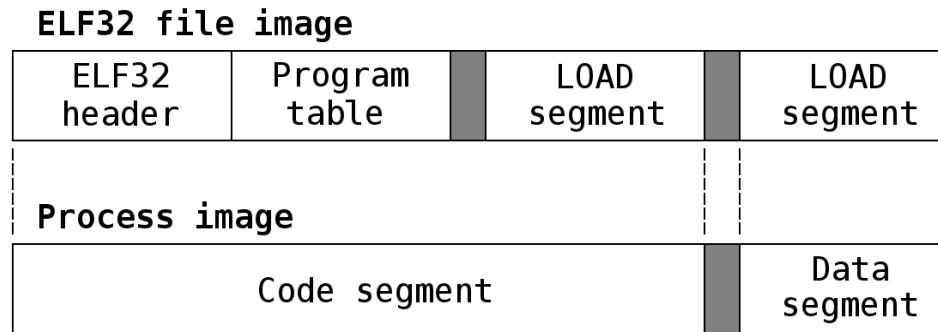 ELF32 file image
ELF32
header
Program
table
LOAD
segment
LOAD
segment
Process image
Code segment
Data
segment